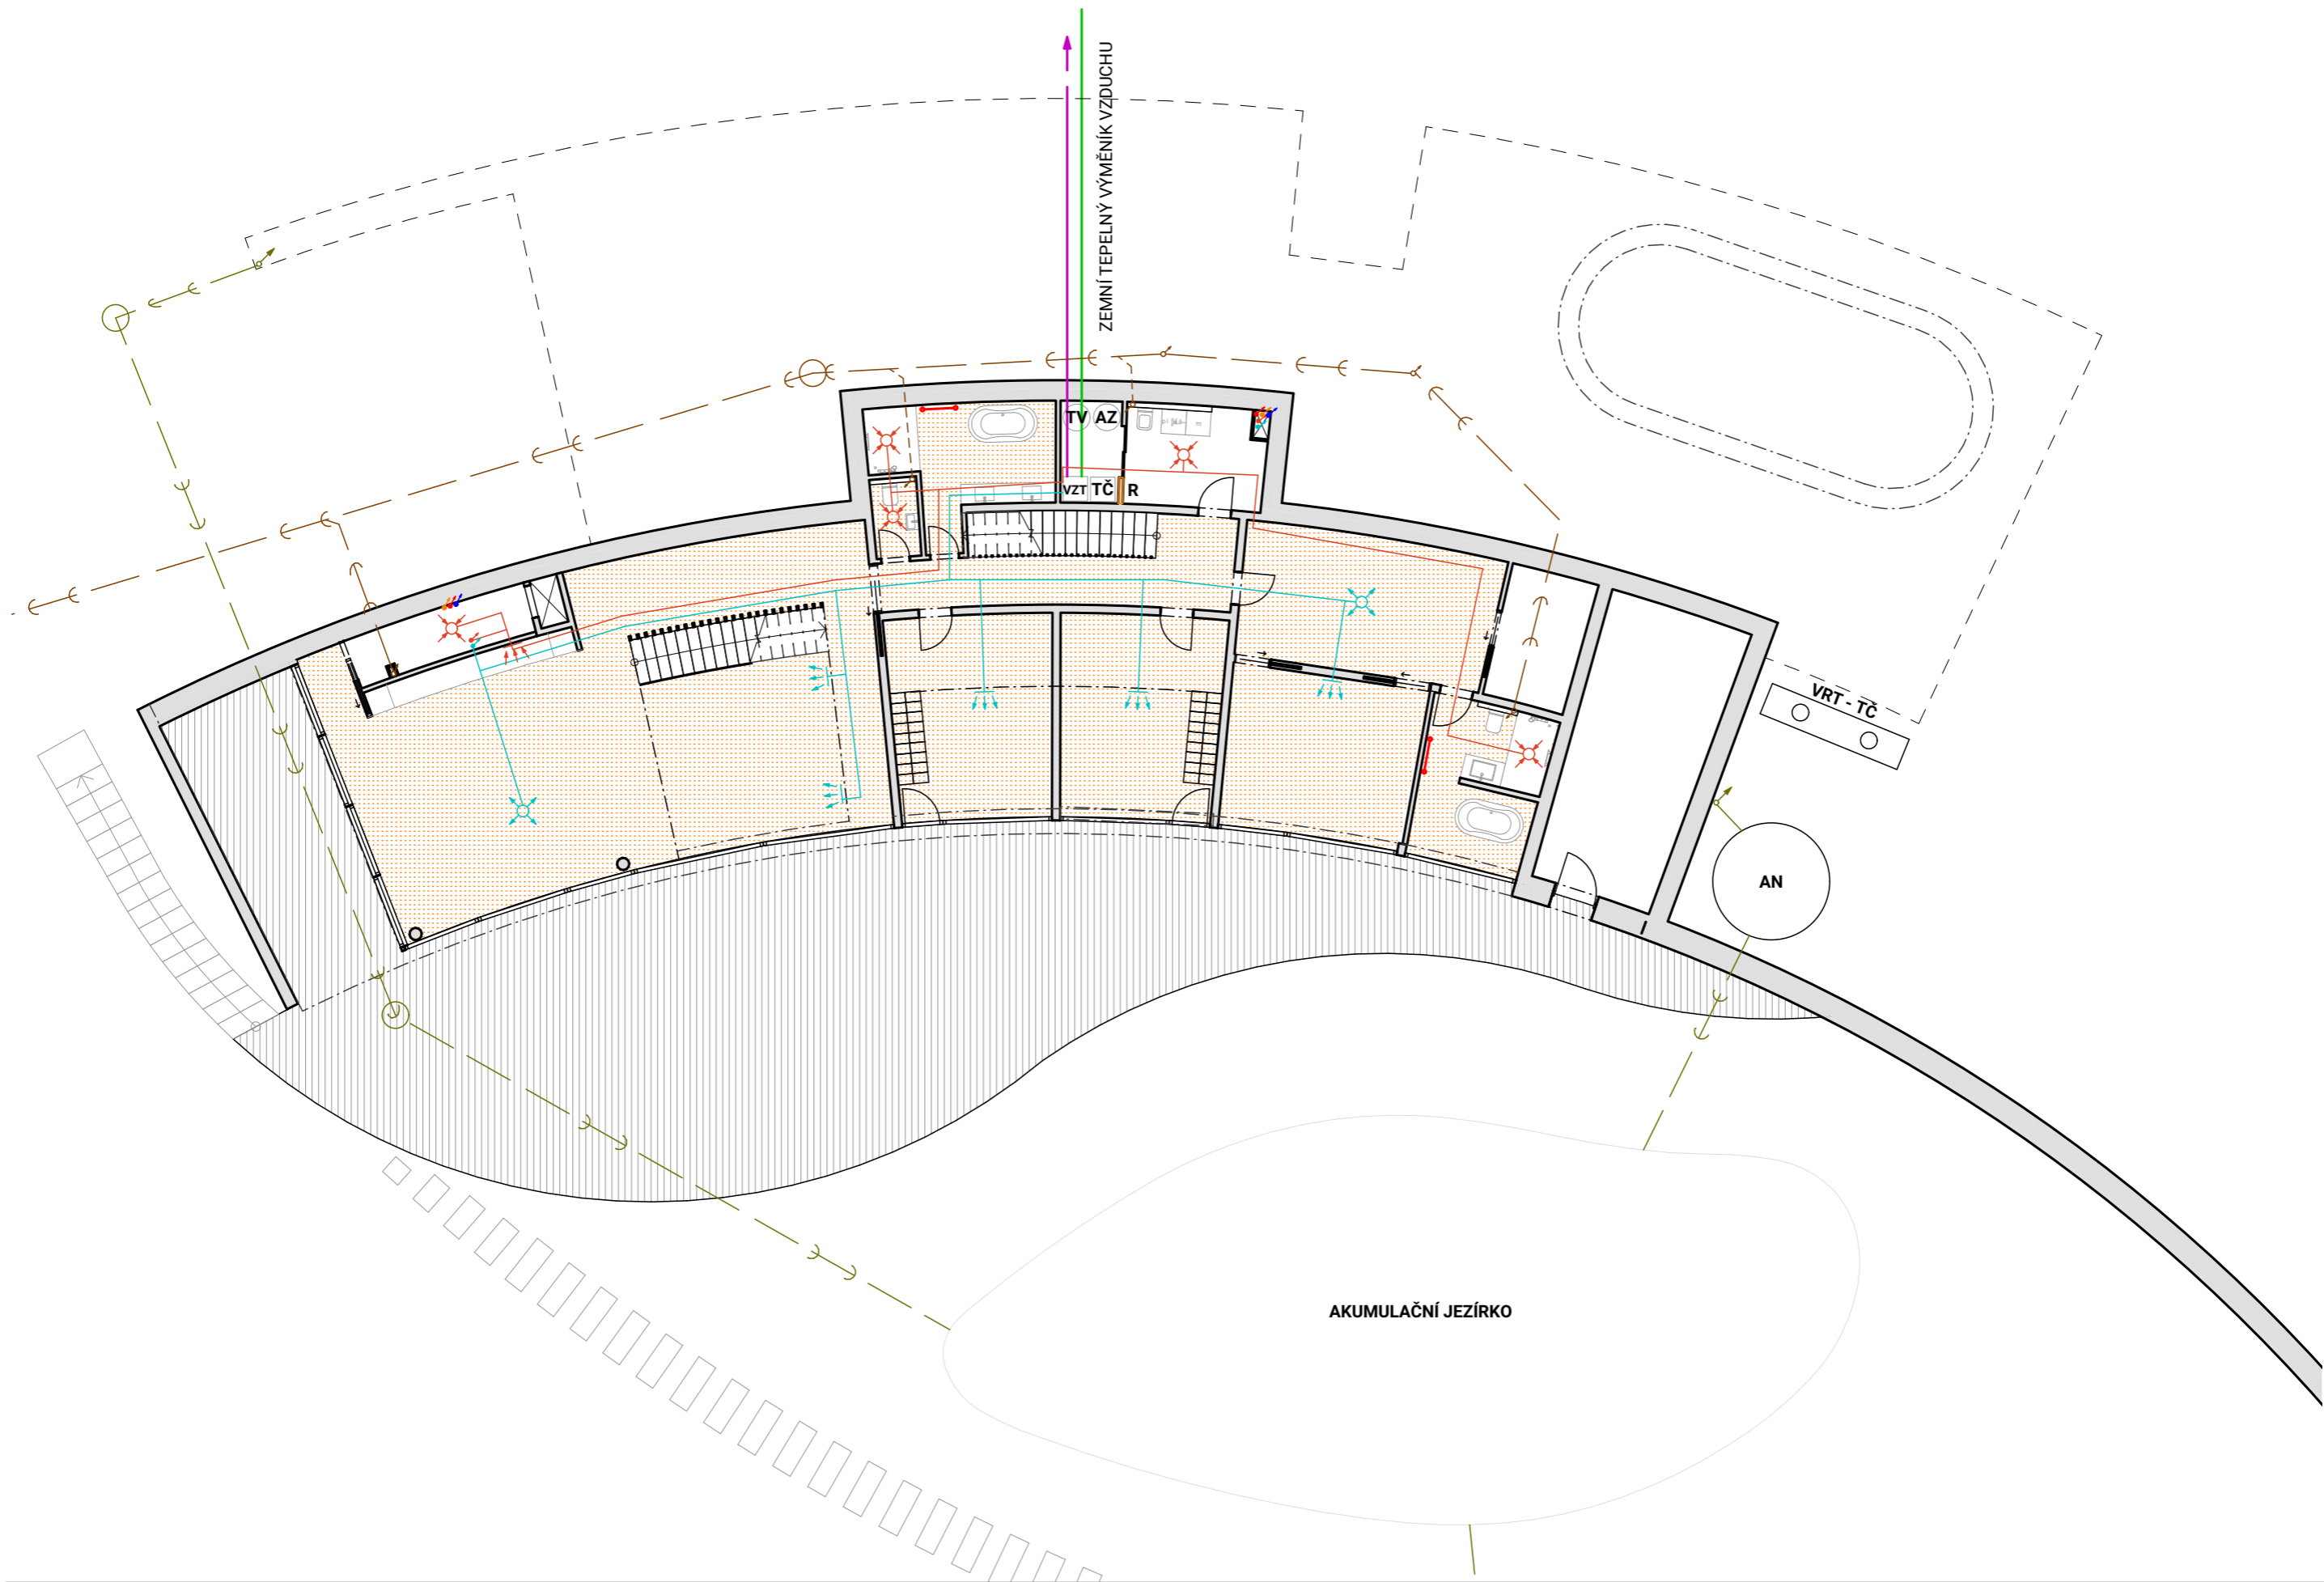 ZEMNÍ TEPELNÝ VÝMĚNÍK VZDUCHU
TV AZ
VZT TČ R
VRT - TČ
AN
AKUMULAČNÍ JEZÍRKO